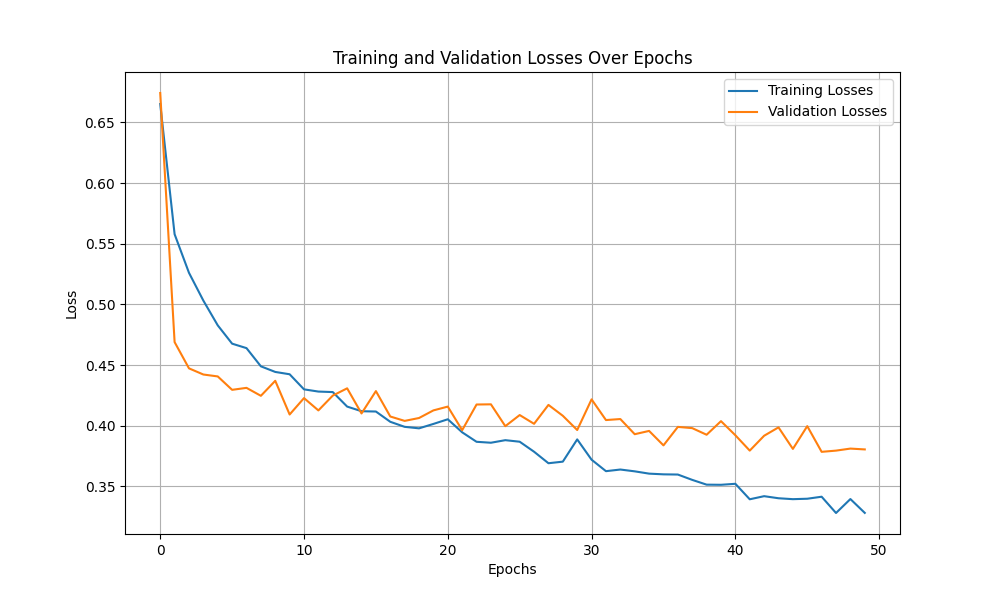 Training and Validation Losses Over Epochs
Training Losses
Validation Losses
0.65
0.60
0.55
0.50
0.45
0.40
0.35
Loss
0 10 20 30 40 50
Epochs